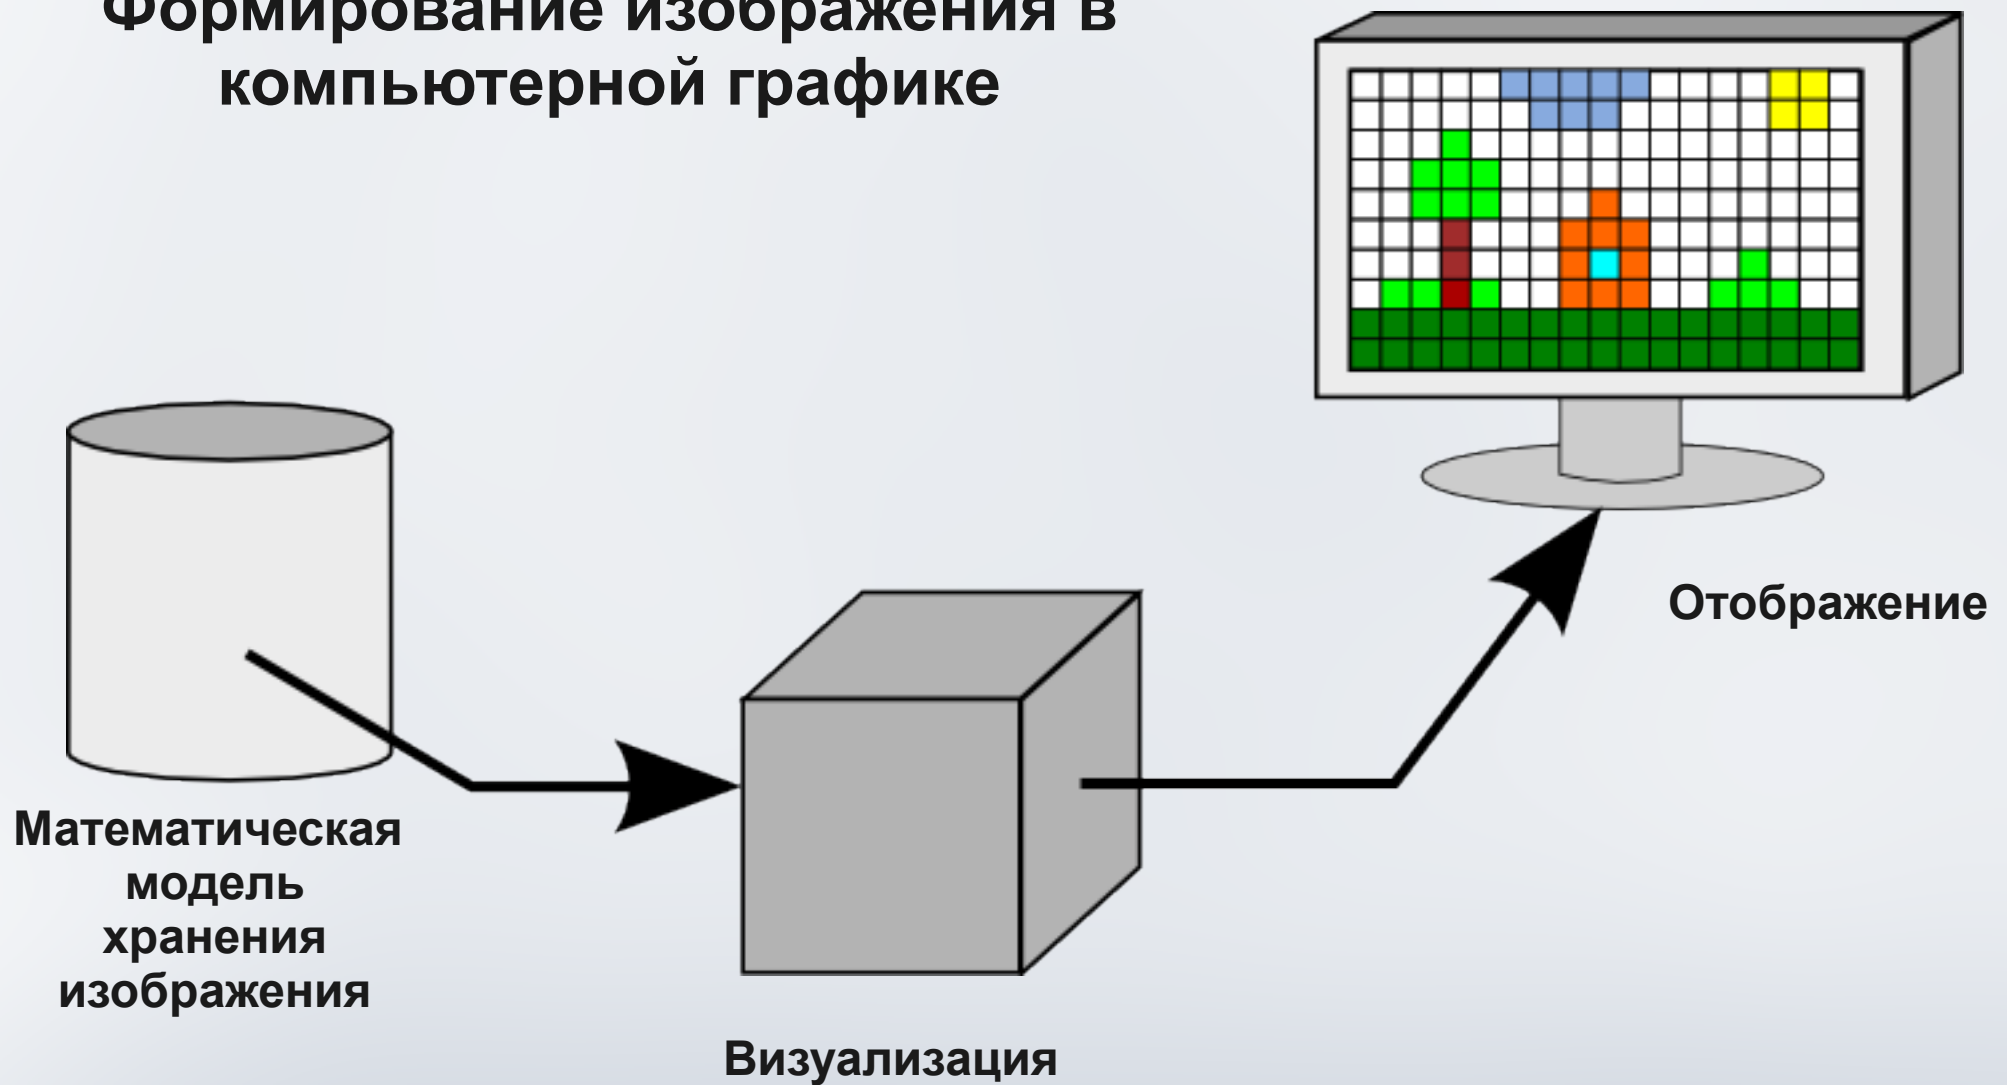 Формирование изображения в
компьютерной графике
Отображение
Математическая
модель
хранения
изображения
Визуализация